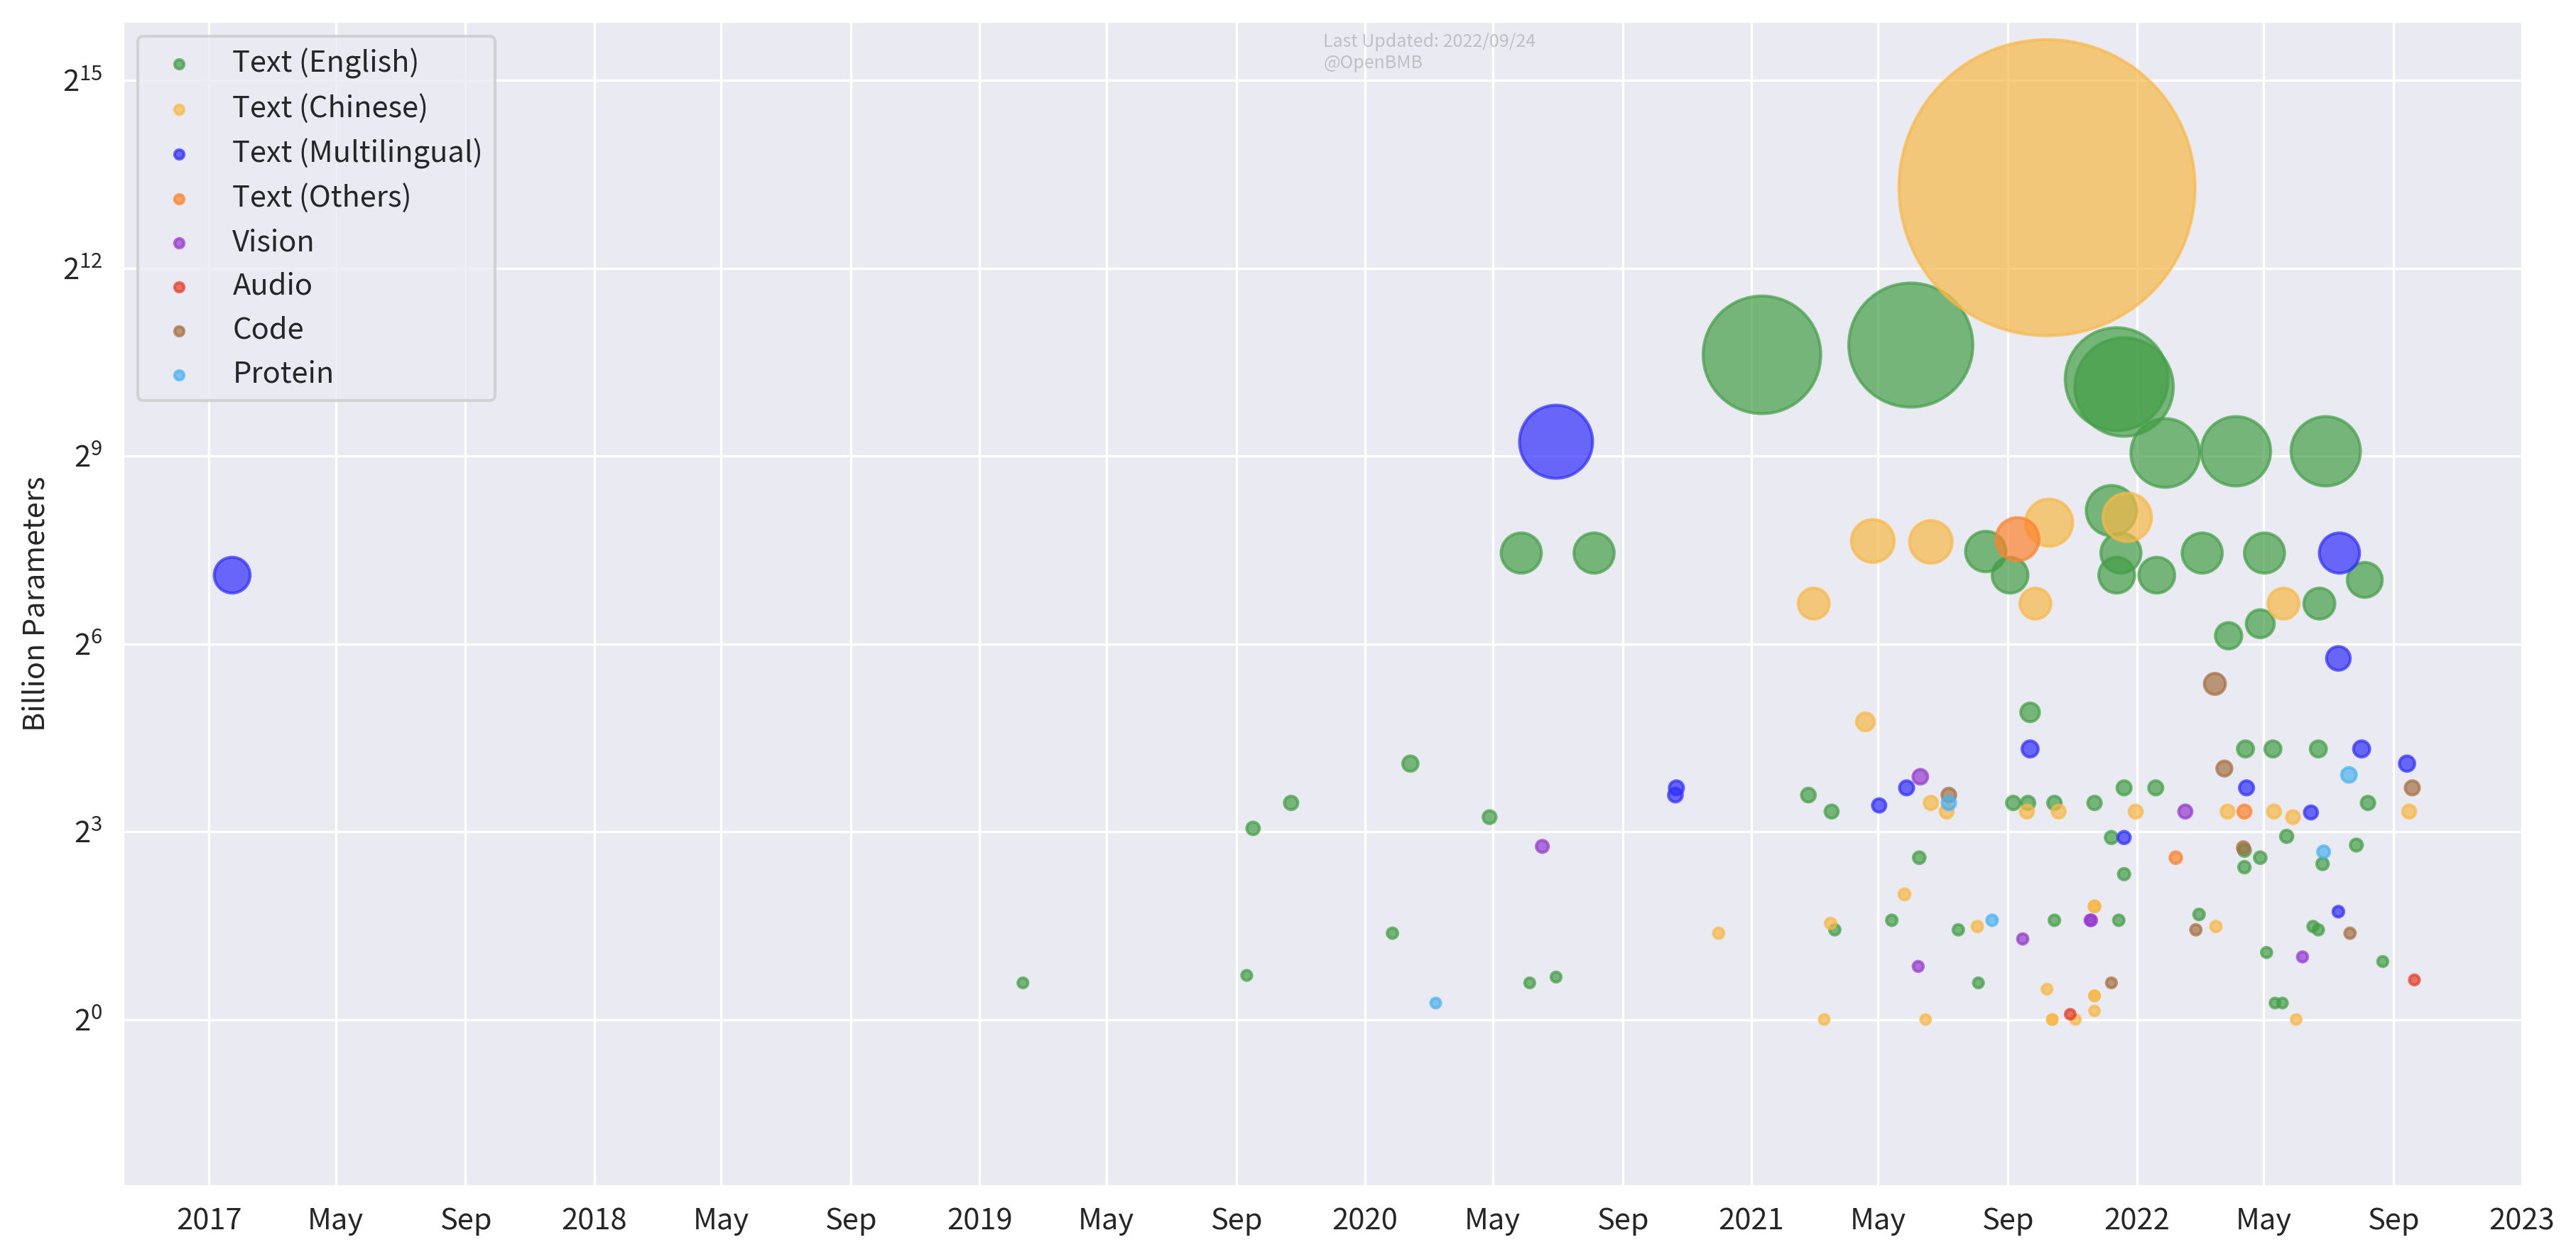 Last Updated: 2022/09/24
@OpenBMB
Text (English)
Text (Chinese)
Text (Multilingual)
Text (Others)
Vision
Audio
Code
Protein
2^15
2^12
2^9
2^6
2^3
2^0
Billion Parameters
2017 May Sep 2018 May Sep 2019 May Sep 2020 May Sep 2021 May Sep 2022 May Sep 2023